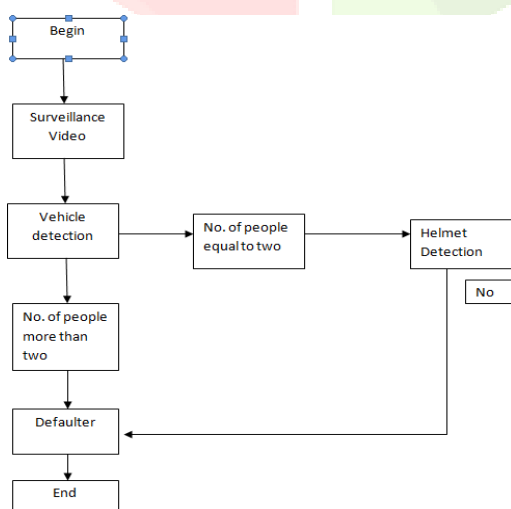 Begin
Surveillance
Video
Vehicle
detection
No. of people
equal to two
Helmet
Detection
No
No. of people
more than
two
Defaulter
End